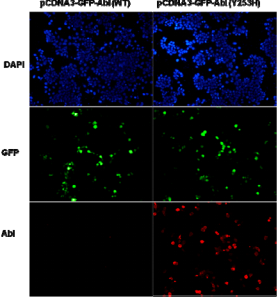 pCDNA3-GFP-Abl(WT) pCDNA3-GFP-Abl(Y253H)
DAPI
GFP
Abl